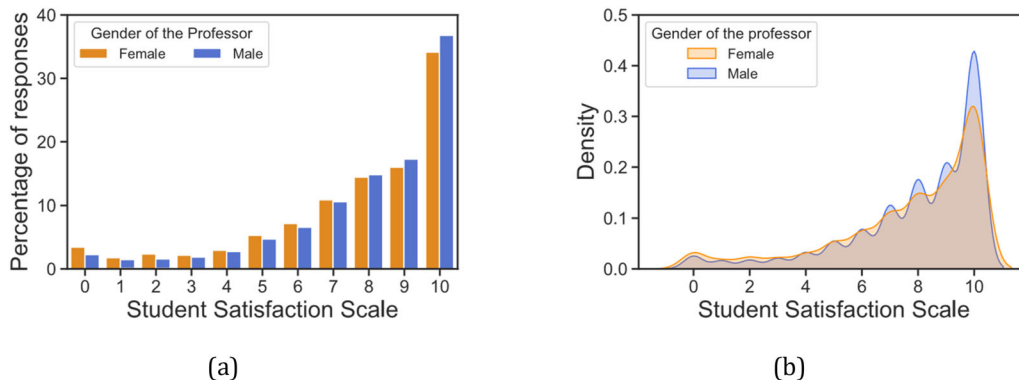 Gender of the Professor
Female Male
Percentage of responses
40
30
20
10
0
0 1 2 3 4 5 6 7 8 9 10
Student Satisfaction Scale
(a)
Gender of the professor
Female
Male
Density
0.5
0.4
0.3
0.2
0.1
0.0
0 2 4 6 8 10
Student Satisfaction Scale
(b)